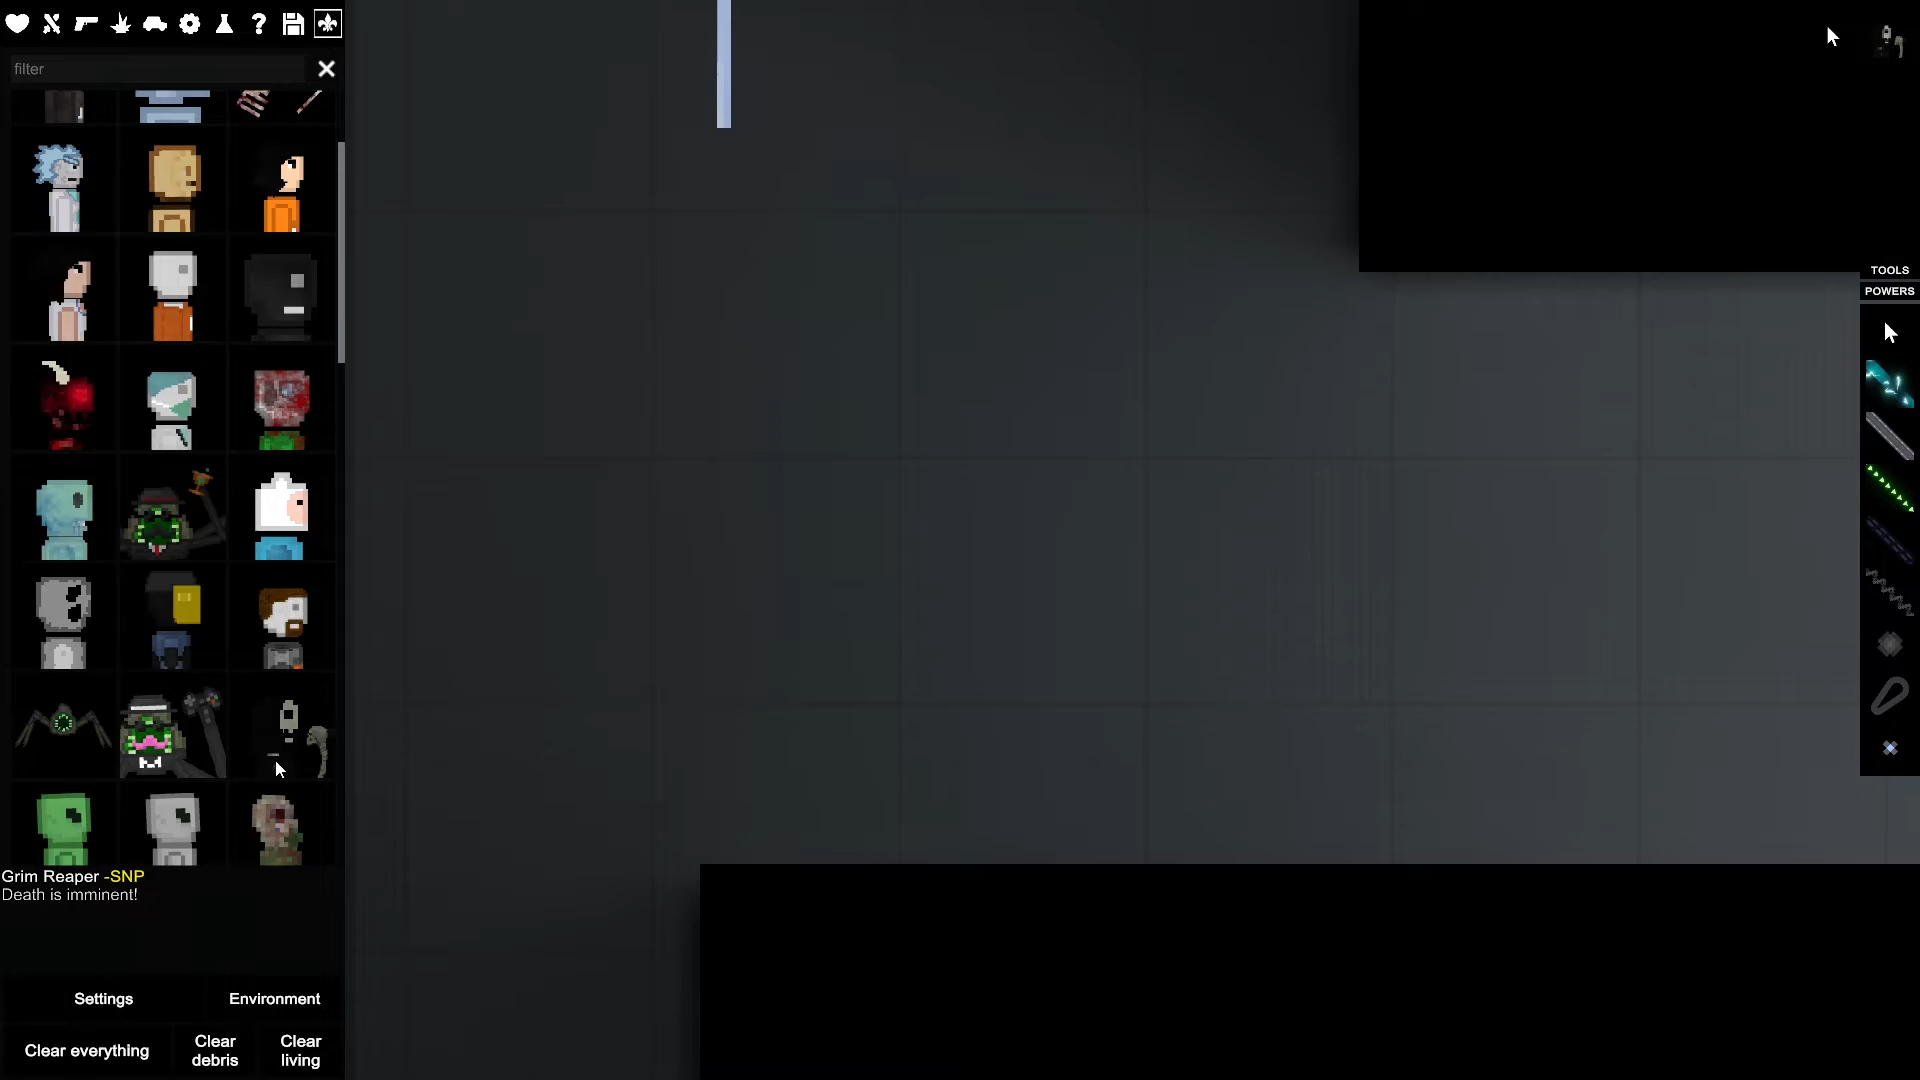 filter
TOOLS
POWERS
Grim Reaper -SNP
Death is imminent!
Settings
Environment
Clear everything
Clear
debris
Clear
living